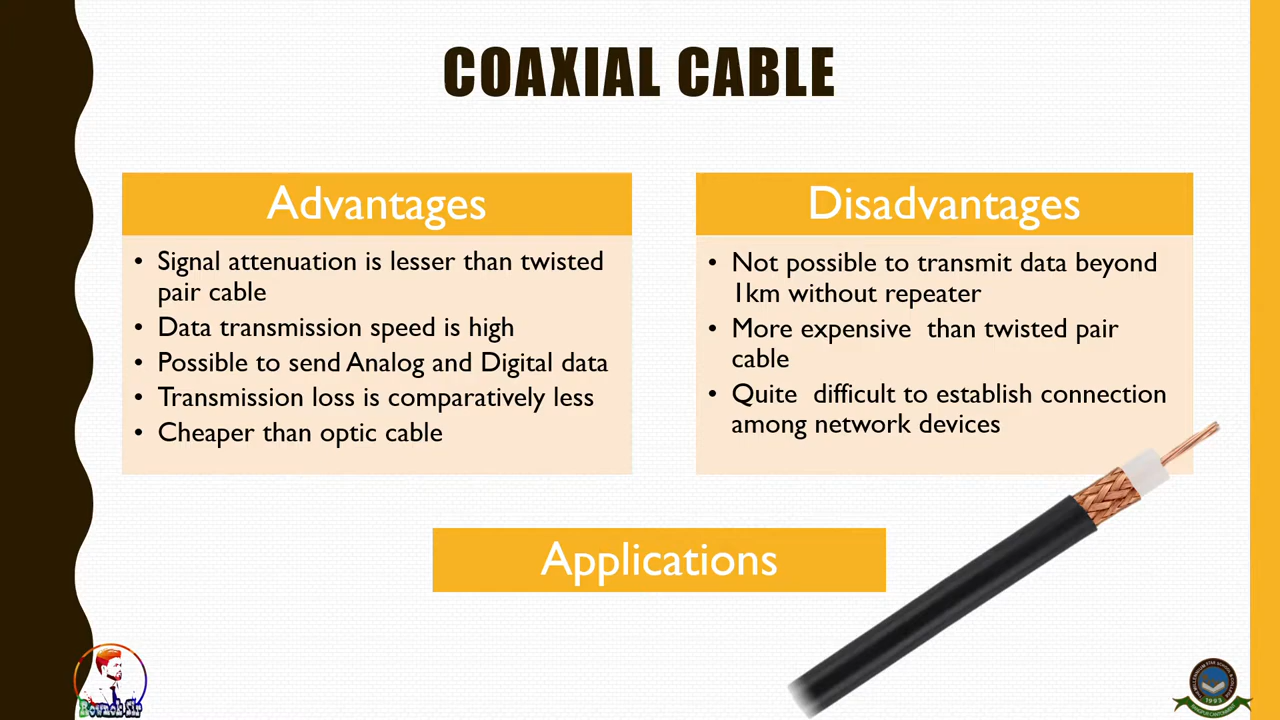 COAXIAL CABLE
Advantages
• Signal attenuation is lesser than twisted
pair cable
• Data transmission speed is high
• Possible to send Analog and Digital data
• Transmission loss is comparatively less
• Cheaper than optic cable
Disadvantages
• Not possible to transmit data beyond
1km without repeater
• More expensive than twisted pair
cable
• Quite difficult to establish connection
among network devices
Applications
Rounok Sir
1993